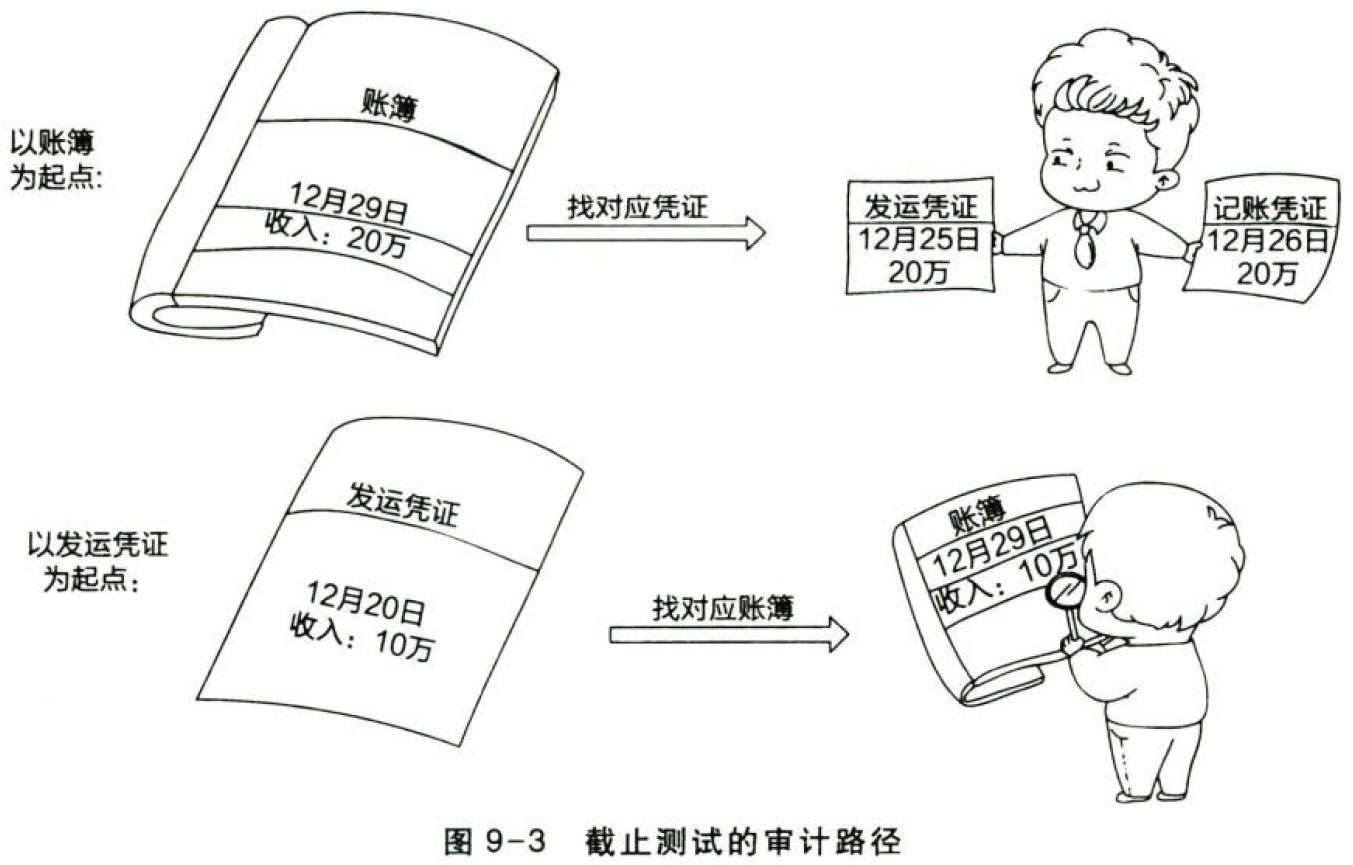 以账簿
为起点:
账簿
12月29日
收入：20万
找对应凭证
发运凭证
12月25日
20万
记账凭证
12月26日
20万
以发运凭证
为起点：
发运凭证
12月20日
收入：10万
找对应账簿
账簿
12月29日
收入：10万
图 9-3 截止测试的审计路径